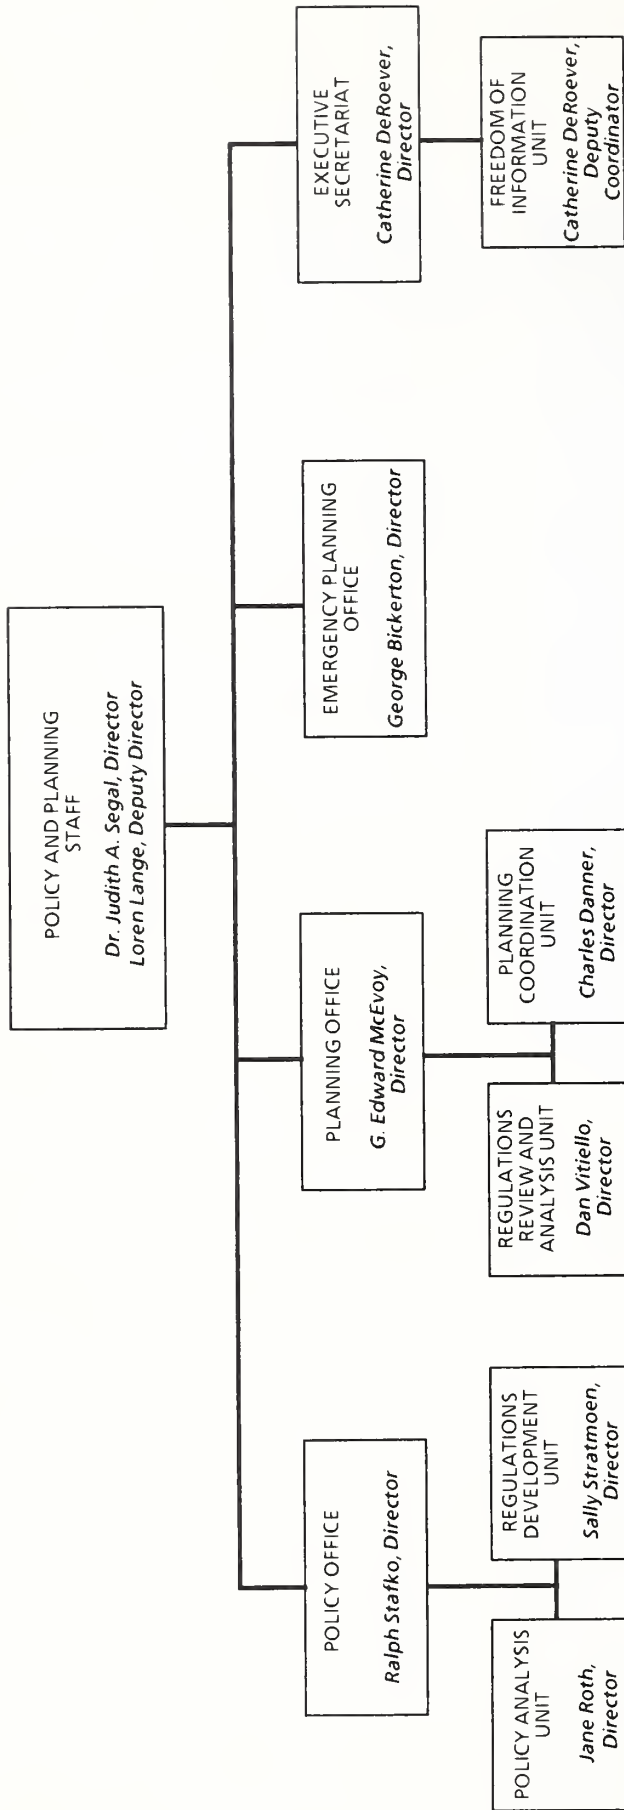 POLICY AND PLANNING
STAFF
Dr. Judith A. Segal, Director
Loren Lange, Deputy Director
POLICY OFFICE
Ralph Stafko, Director
PLANNING OFFICE
G. Edward McEvoy,
Director
EMERGENCY PLANNING
OFFICE
George Bickerton, Director
EXECUTIVE
SECRETARIAT
Catherine DeRoever,
Director
POLICY ANALYSIS
UNIT
Jane Roth,
Director
REGULATIONS
DEVELOPMENT
UNIT
Sally Stratmoen,
Director
REGULATIONS
REVIEW AND
ANALYSIS UNIT
Dan Vitiello,
Director
PLANNING
COORDINATION
UNIT
Charles Danner,
Director
FREEDOM OF
INFORMATION
UNIT
Catherine DeRoever,
Deputy
Coordinator